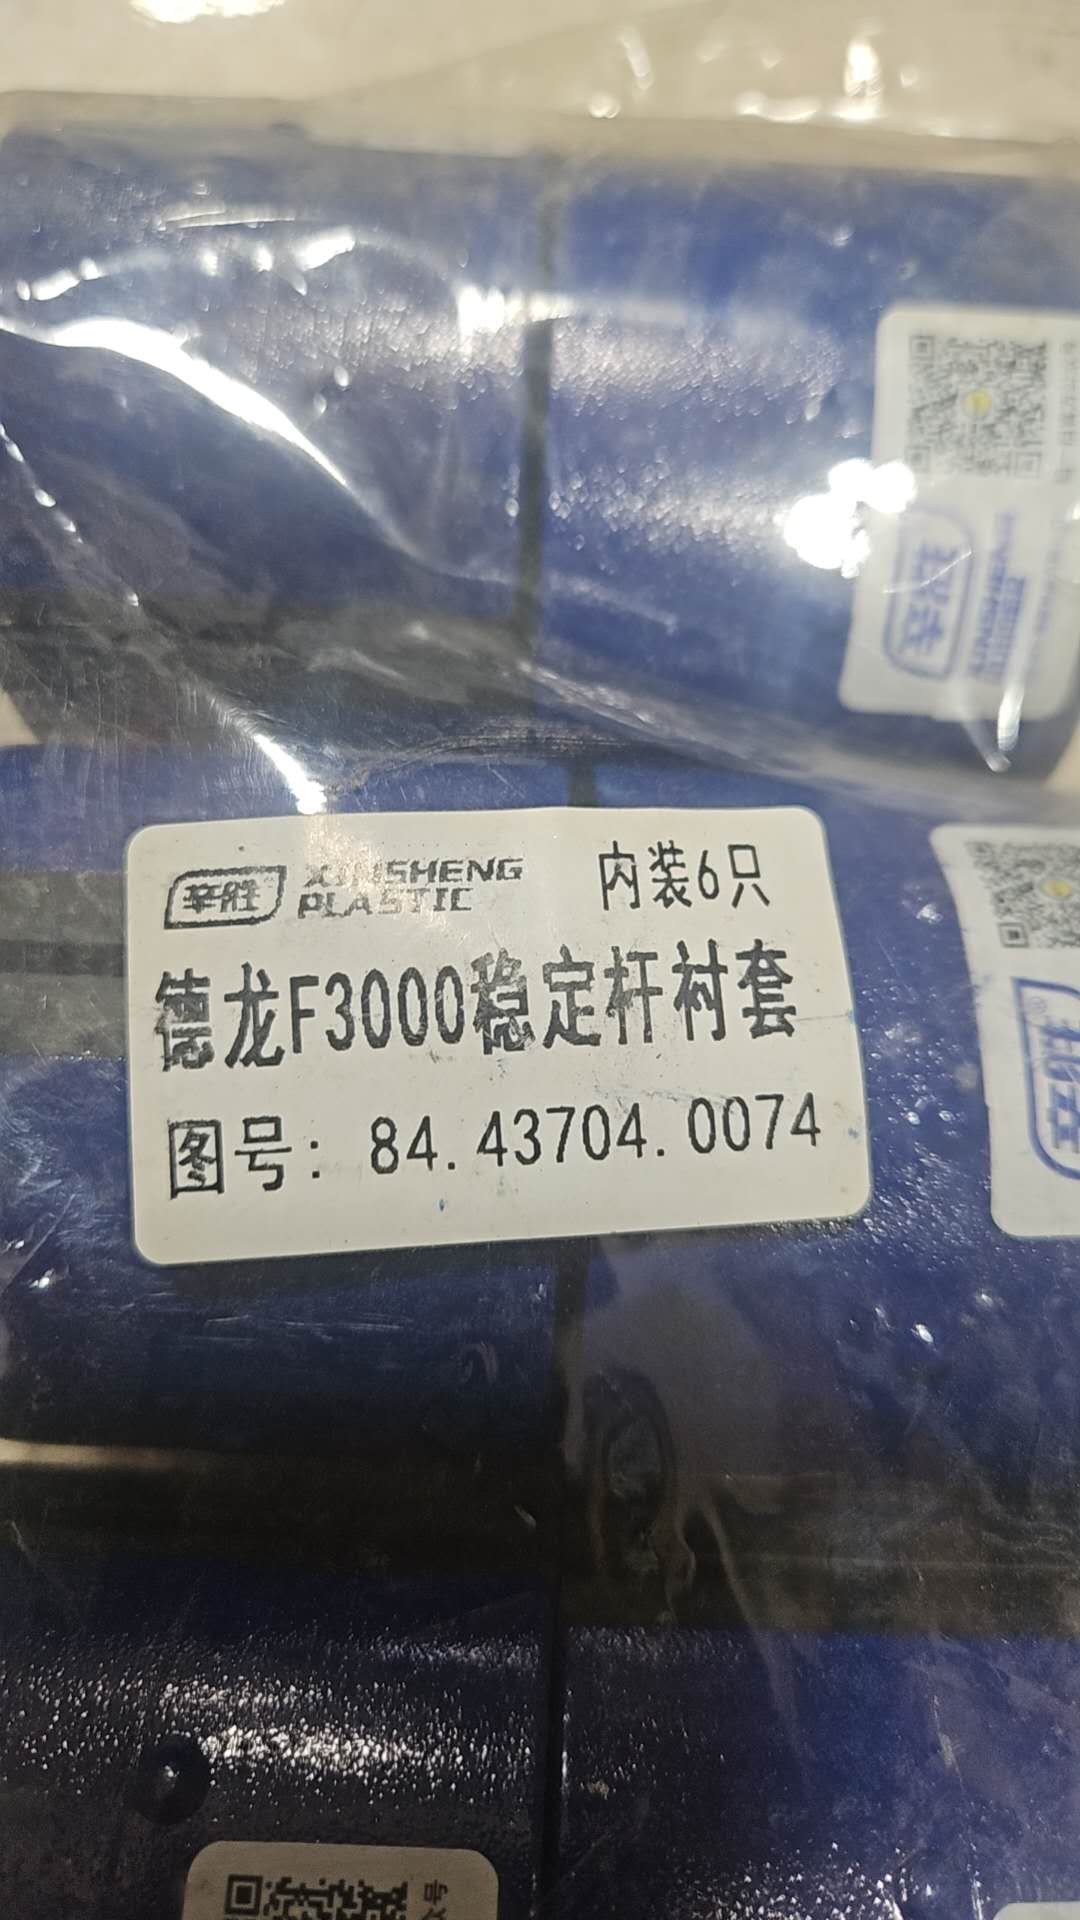 辛胜 XINSHENG PLASTIC 内装6只
德龙F3000稳定杆衬套
图号: 84.43704.0074